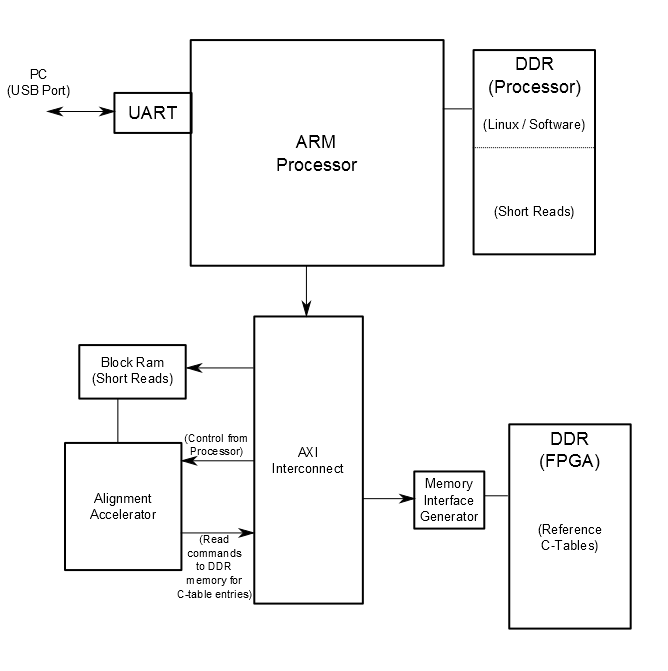 PC
(USB Port)
UART
ARM
Processor
DDR
(Processor)
(Linux / Software)
(Short Reads)
Block Ram
(Short Reads)
(Control from
Processor)
Alignment
Accelerator
(Read
commands
to DDR
memory for
C-table entries)
AXI
Interconnect
Memory
Interface
Generator
DDR
(FPGA)
(Reference
C-Tables)